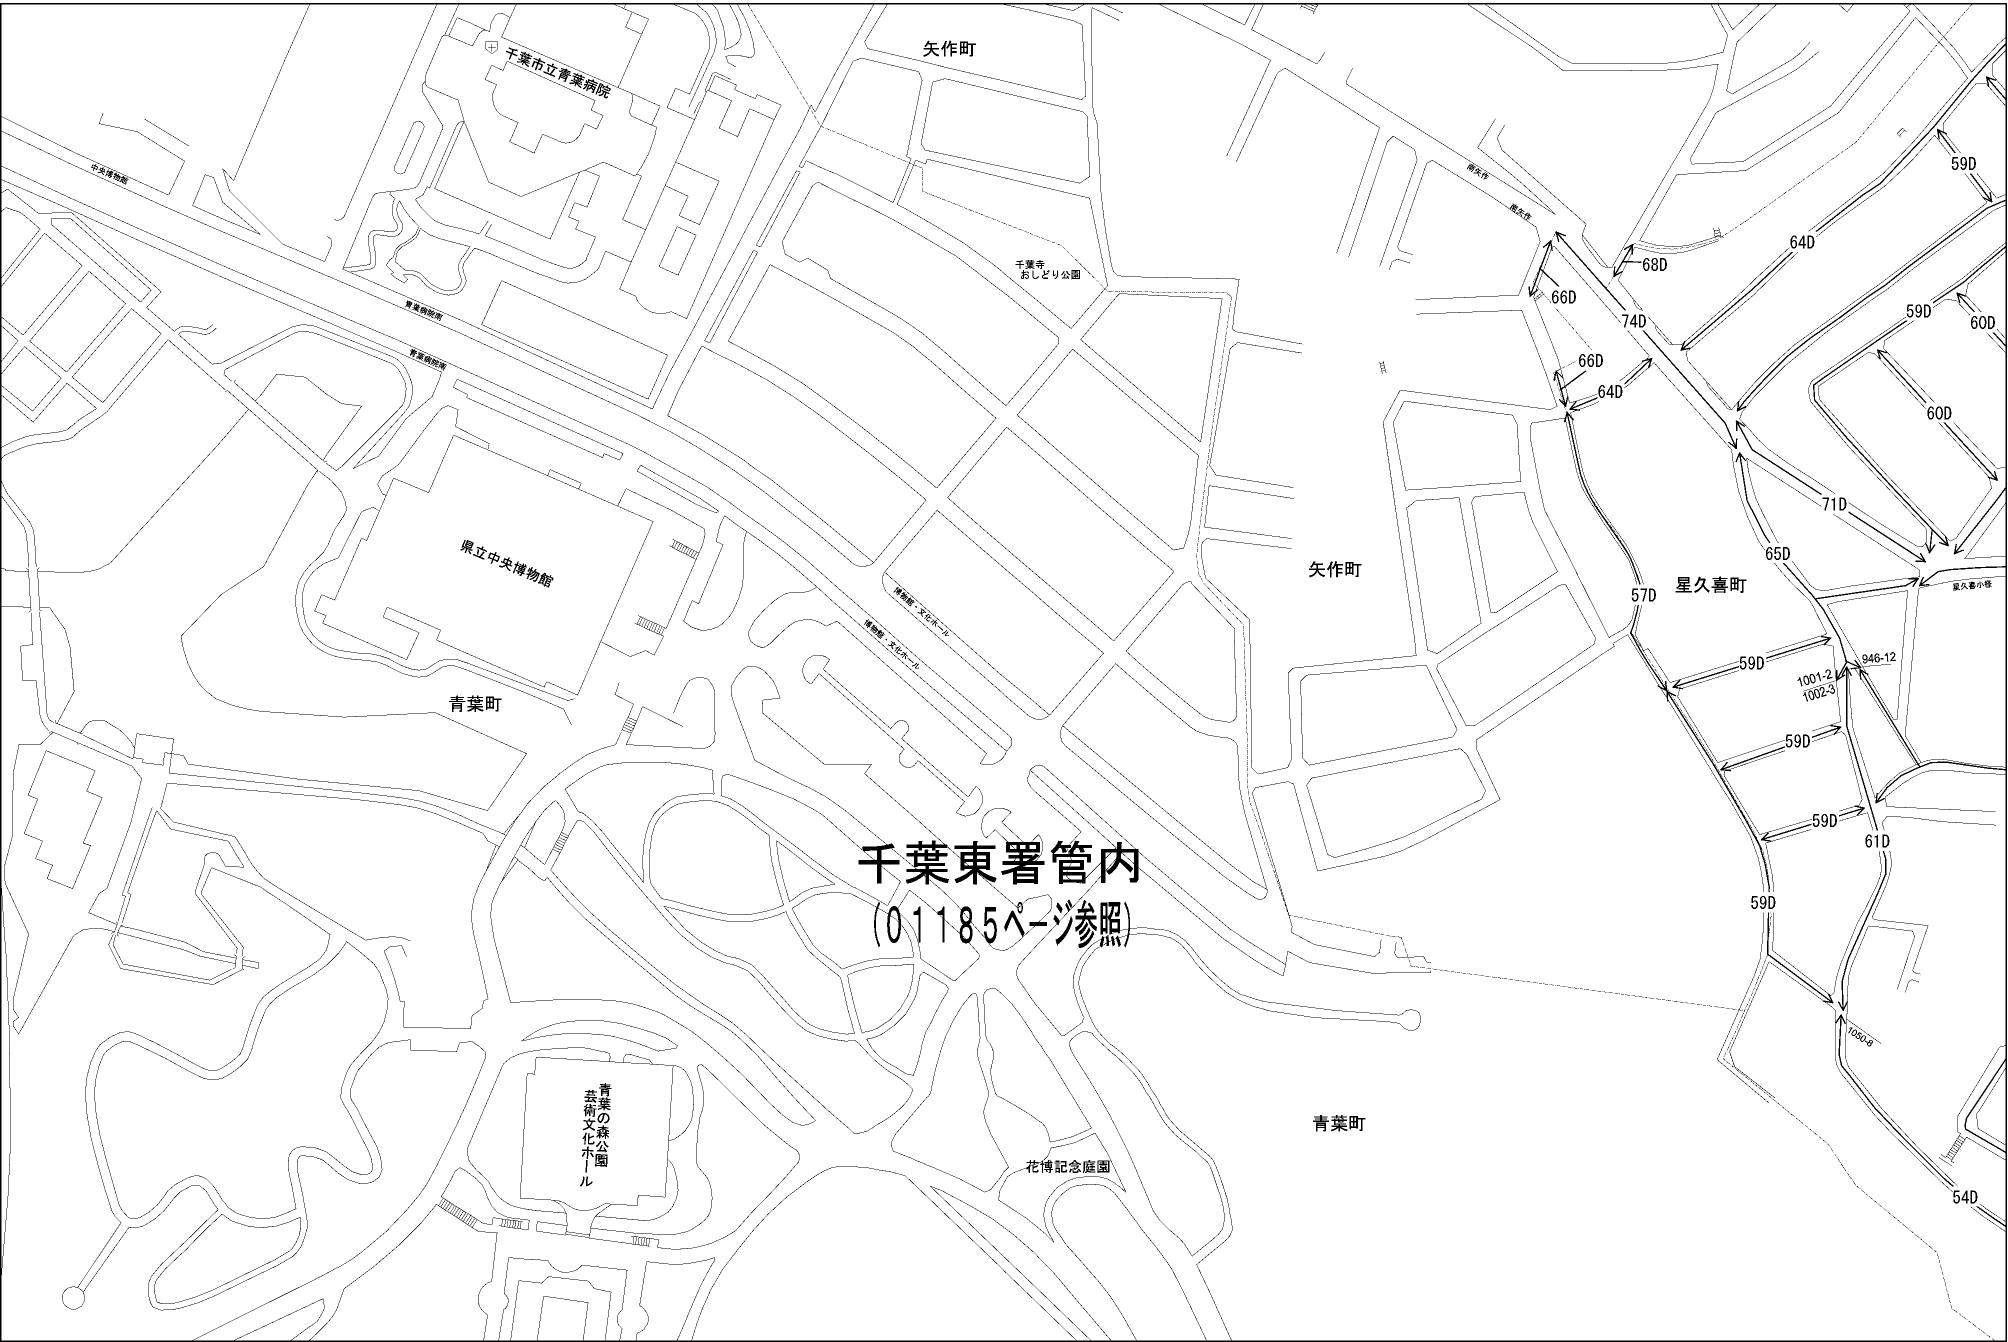 矢作町
千葉市立青葉病院
中央博物館
南矢作
南矢作
59D
64D
68D
千葉寺
おしどり公園
66D
74D
59D
60D
青葉病院南
青葉病院南
66D
64D
60D
71D
県立中央博物館
65D
矢作町
星久喜町
星久喜小様
57D
博物館・文化ホール
博物館・文化ホール
59D
946-12
1001-2
1002-3
青葉町
59D
59D
61D
千葉東署管内
(01185ページ参照)
59D
1050-8
青葉の森公園
芸術文化ホール
青葉町
花博記念庭園
54D